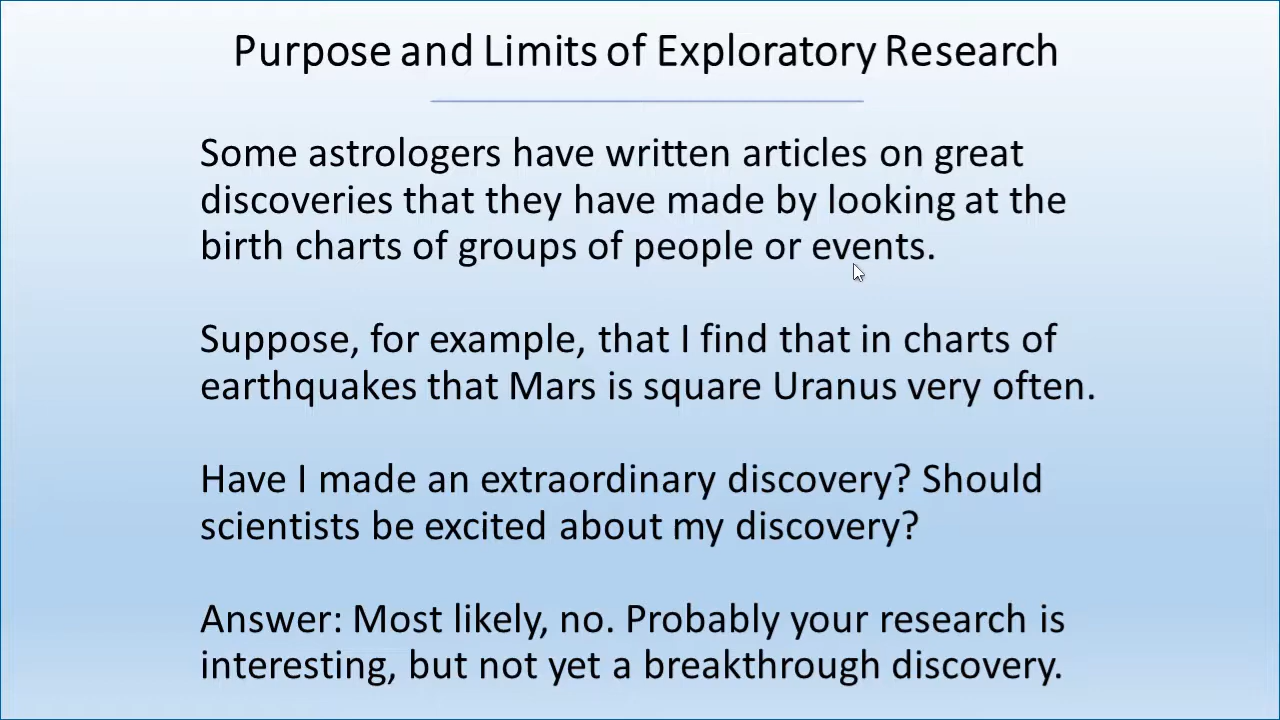 Purpose and Limits of Exploratory Research
Some astrologers have written articles on great
discoveries that they have made by looking at the
birth charts of groups of people or events.
Suppose, for example, that I find that in charts of
earthquakes that Mars is square Uranus very often.
Have I made an extraordinary discovery? Should
scientists be excited about my discovery?
Answer: Most likely, no. Probably your research is
interesting, but not yet a breakthrough discovery.